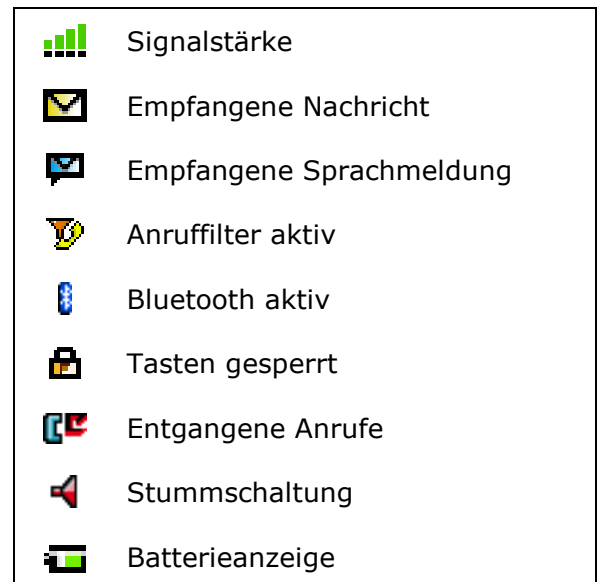 Signalstärke
Empfangene Nachricht
Empfangene Sprachmeldung
Anruffilter aktiv
Bluetooth aktiv
Tasten gesperrt
Entgangene Anrufe
Stummschaltung
Batterieanzeige